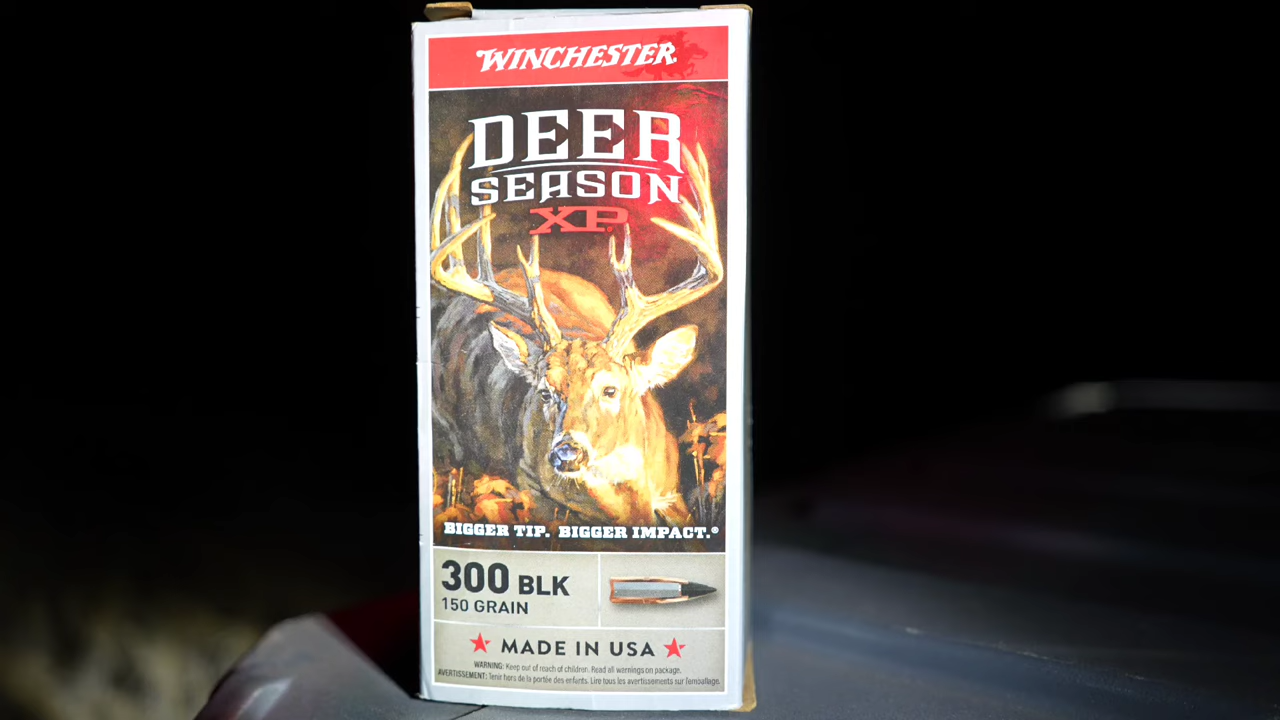 WINCHESTER
DEER
SEASON
XP®
BIGGER TIP. BIGGER IMPACT.®
300 BLK
150 GRAIN
MADE IN USA
WARNING: Keep out of reach of children. Read all warnings on package.
AVERTISSEMENT: Tenir hors de la portée des enfants. Lire tous les avertissements sur l'emballage.